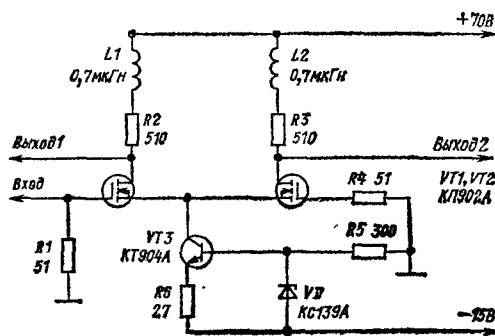 +70В
L1
0,7мкГн
L2
0,7мкГн
R2
510
R3
510
Выход1
Выход2
Вход
R4 51
VT1, VT2
КП902А
R1
51
VT3
КТ904А
R5 300
R6
27
VD
КС139А
-15В